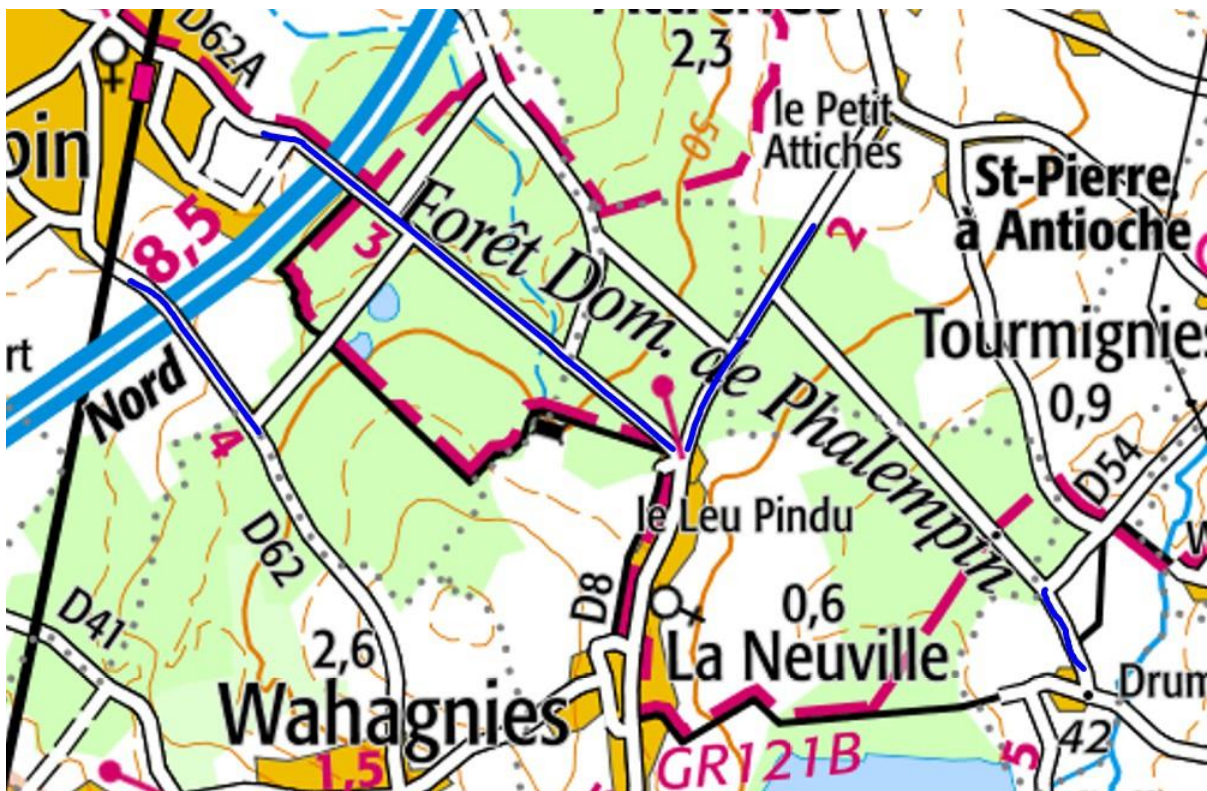 D62A
2,3
50
le Petit
Attiches
pin
St-Pierre
à Antioche
8,5
3
2
Forêt Dom. de Phalempin
Tourmignies
0,9
rt
Nord
4
D54
le Leu Pindu
D62
D8
0,6
D41
2,6
La Neuville
Wahagnies
Drum
42
5
GR121B
1,5